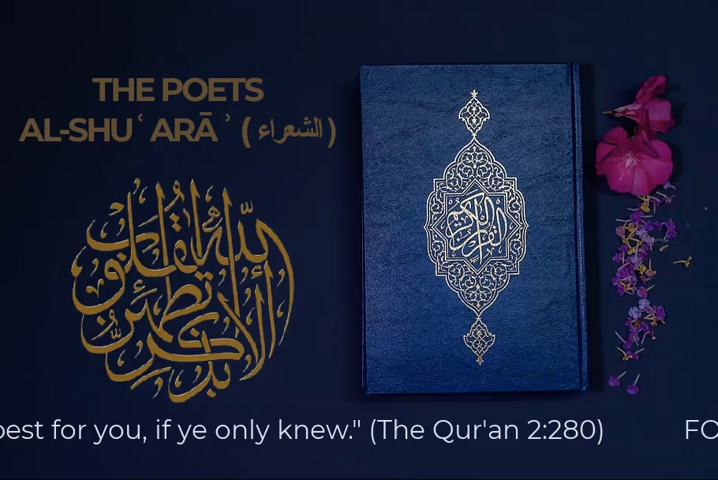 THE POETS
AL-SHUʿARĀʾ (الشعراء)
ألا بذكر الله تطمئن القلوب
القرآن الكريم
best for you, if ye only knew." (The Qur'an 2:280) FO